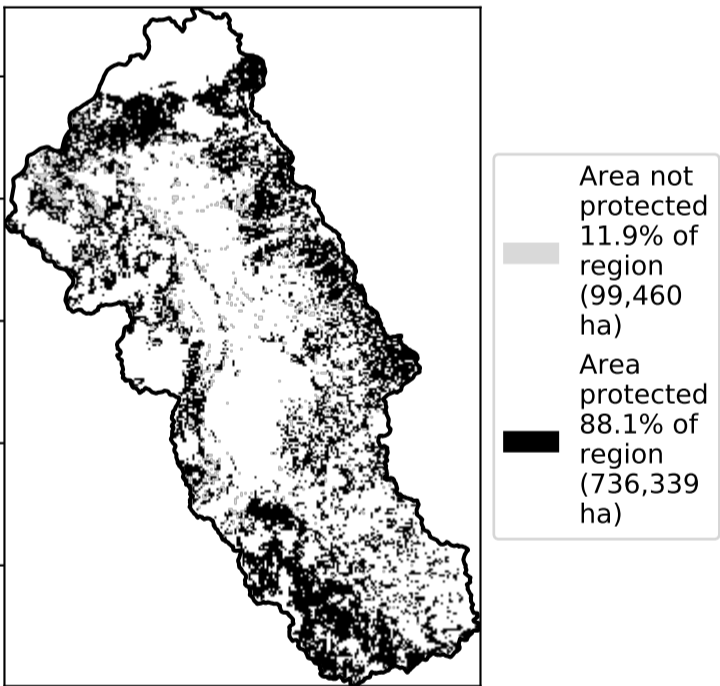 Area not
protected
11.9% of
region
(99,460
ha)
Area
protected
88.1% of
region
(736,339
ha)